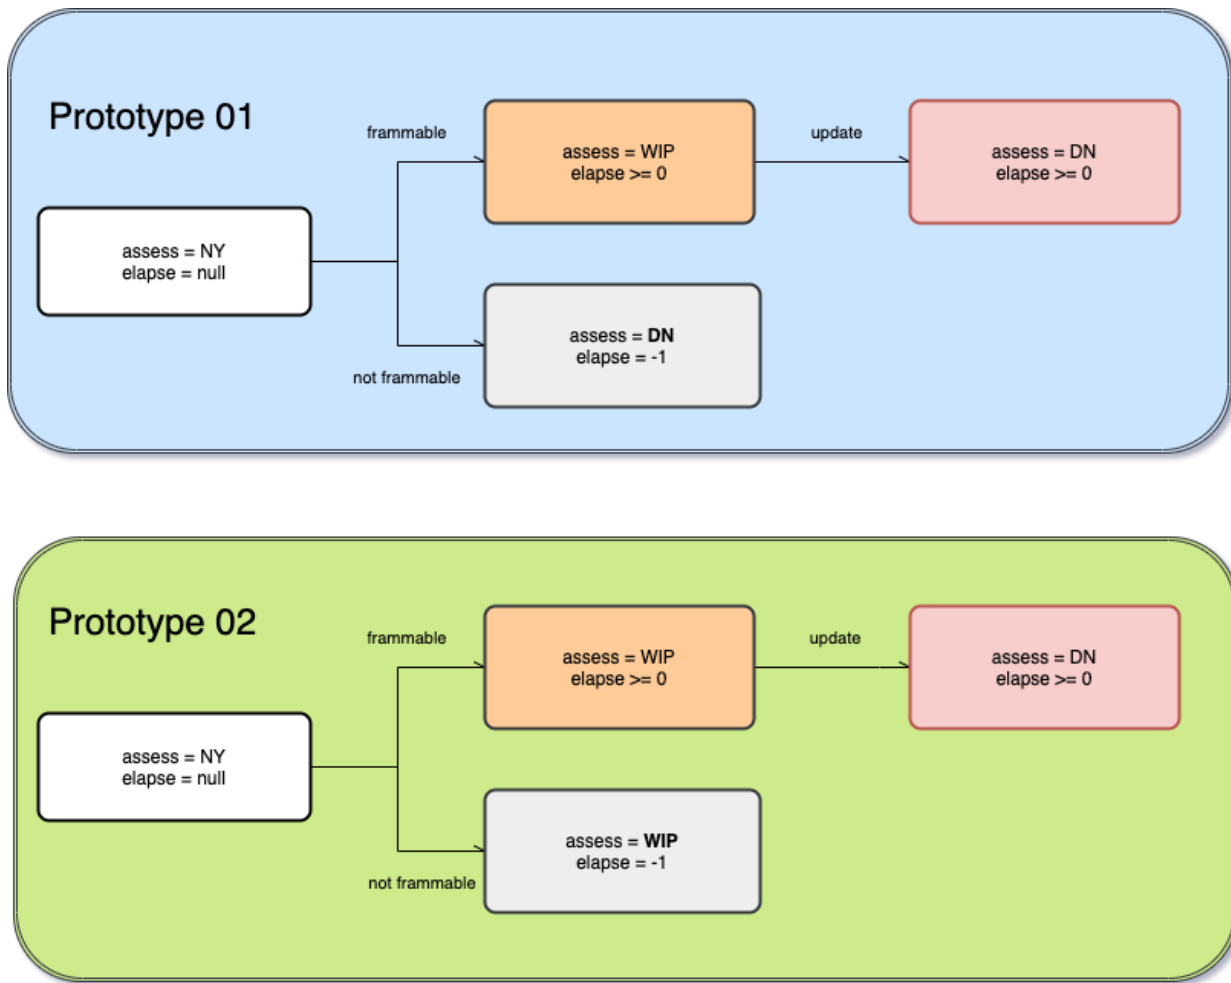 Prototype 01
frammable
assess = WIP
elapse >= 0
update
assess = DN
elapse >= 0
assess = NY
elapse = null
not frammable
assess = DN
elapse = -1
Prototype 02
frammable
assess = WIP
elapse >= 0
update
assess = DN
elapse >= 0
assess = NY
elapse = null
not frammable
assess = WIP
elapse = -1